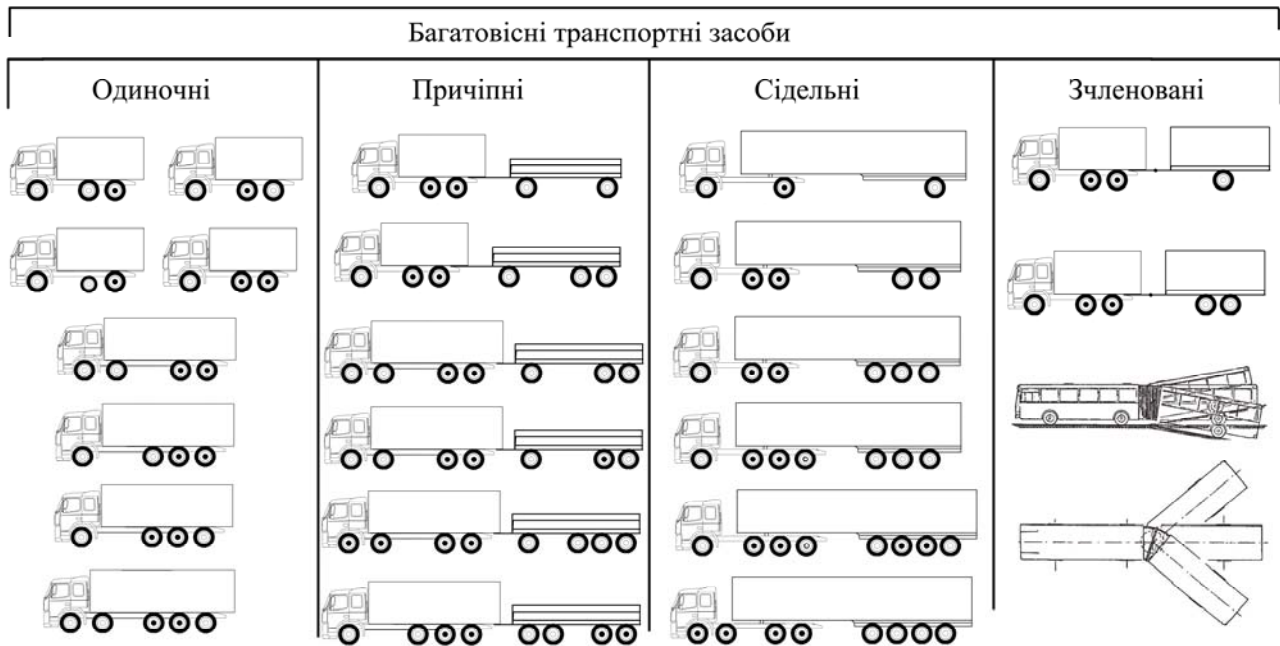 Багатовісні транспортні засоби
Одиночні
Причіпні
Сідельні
Зчленовані